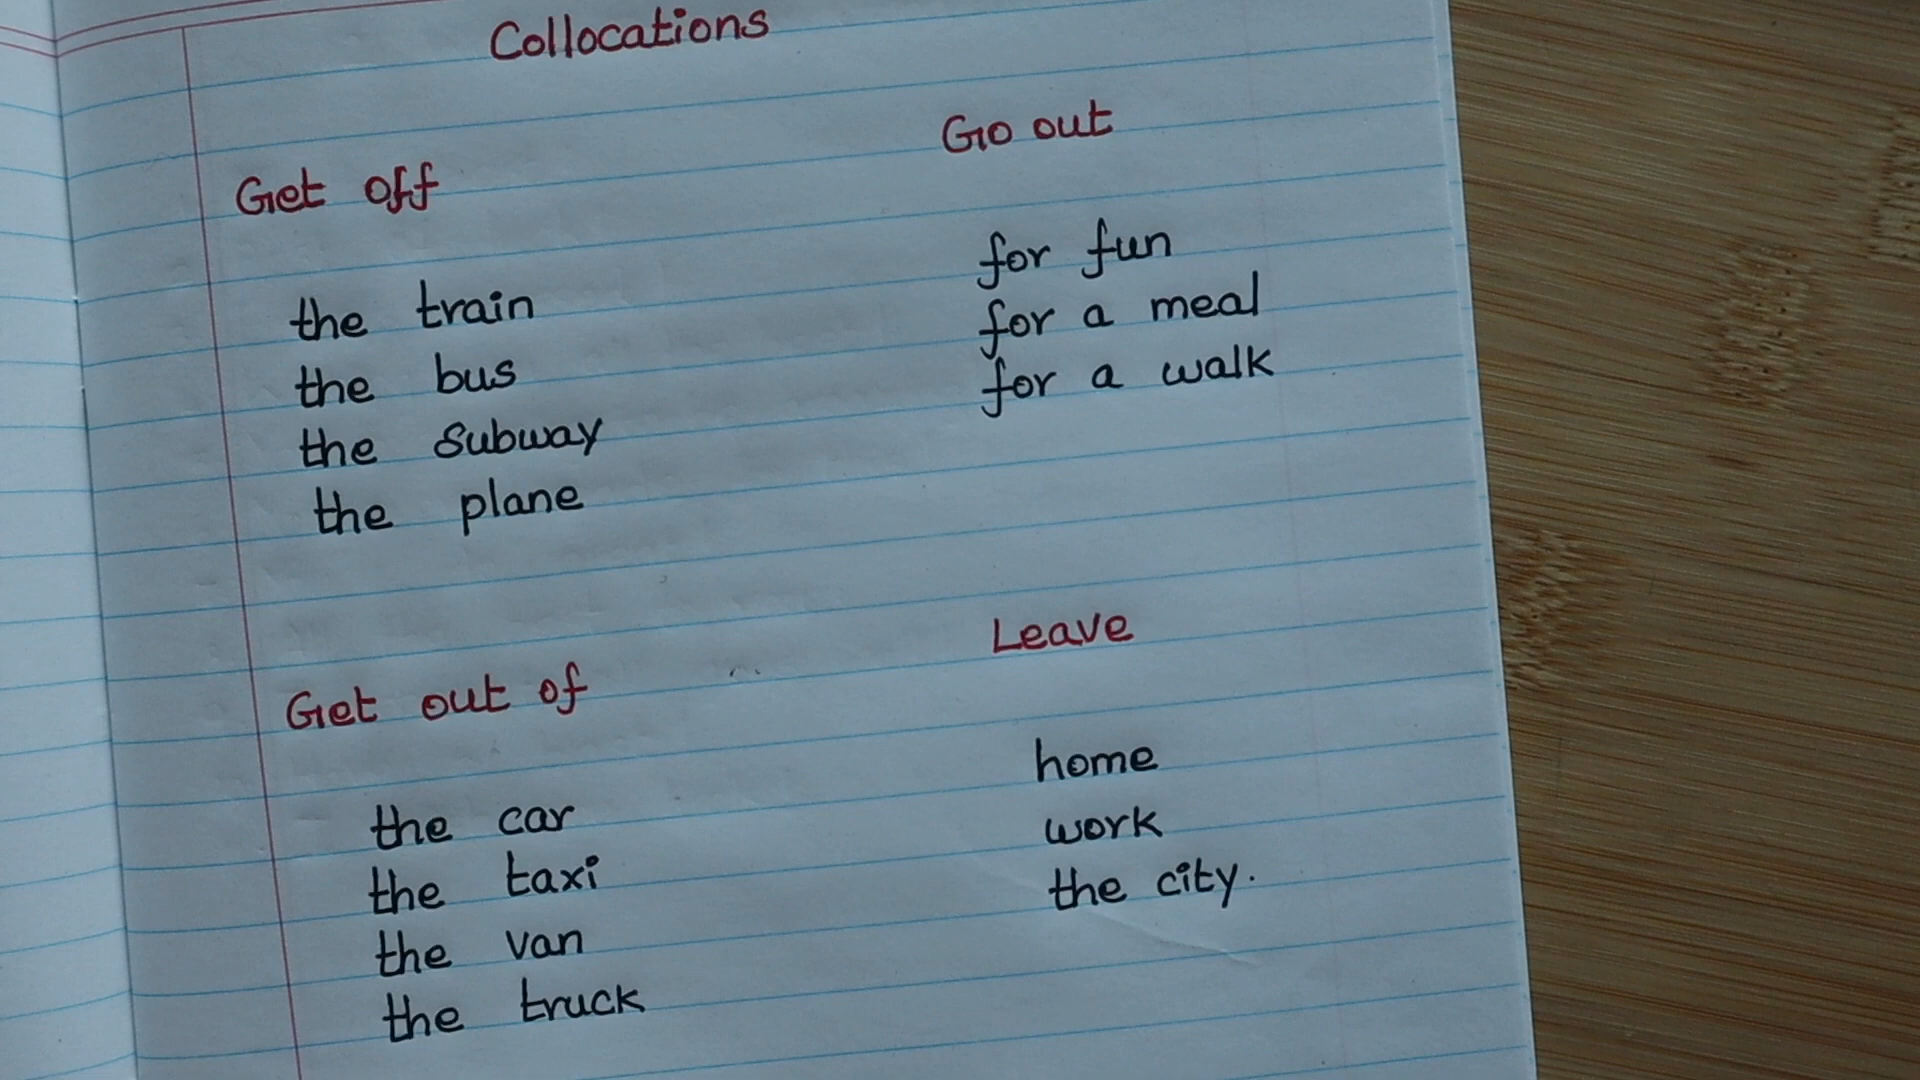 Collocations
Get off
the train
the bus
the subway
the plane
Go out
for fun
for a meal
for a walk
Get out of
the car
the taxi
the van
the truck
Leave
home
work
the city.